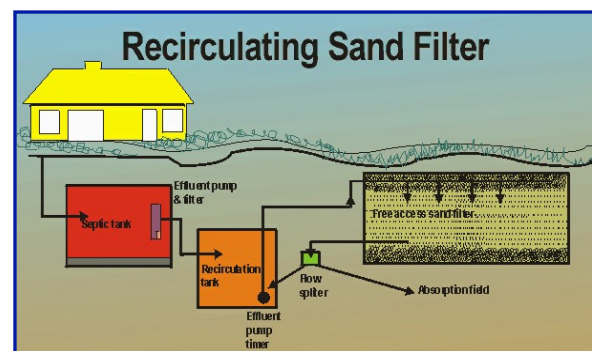 Recirculating Sand Filter
Effluent pump
& filter
Septic tank
Free access sand filter
Recirculation
tank
Flow
spliter
Absorption field
Effluent
pump
timer